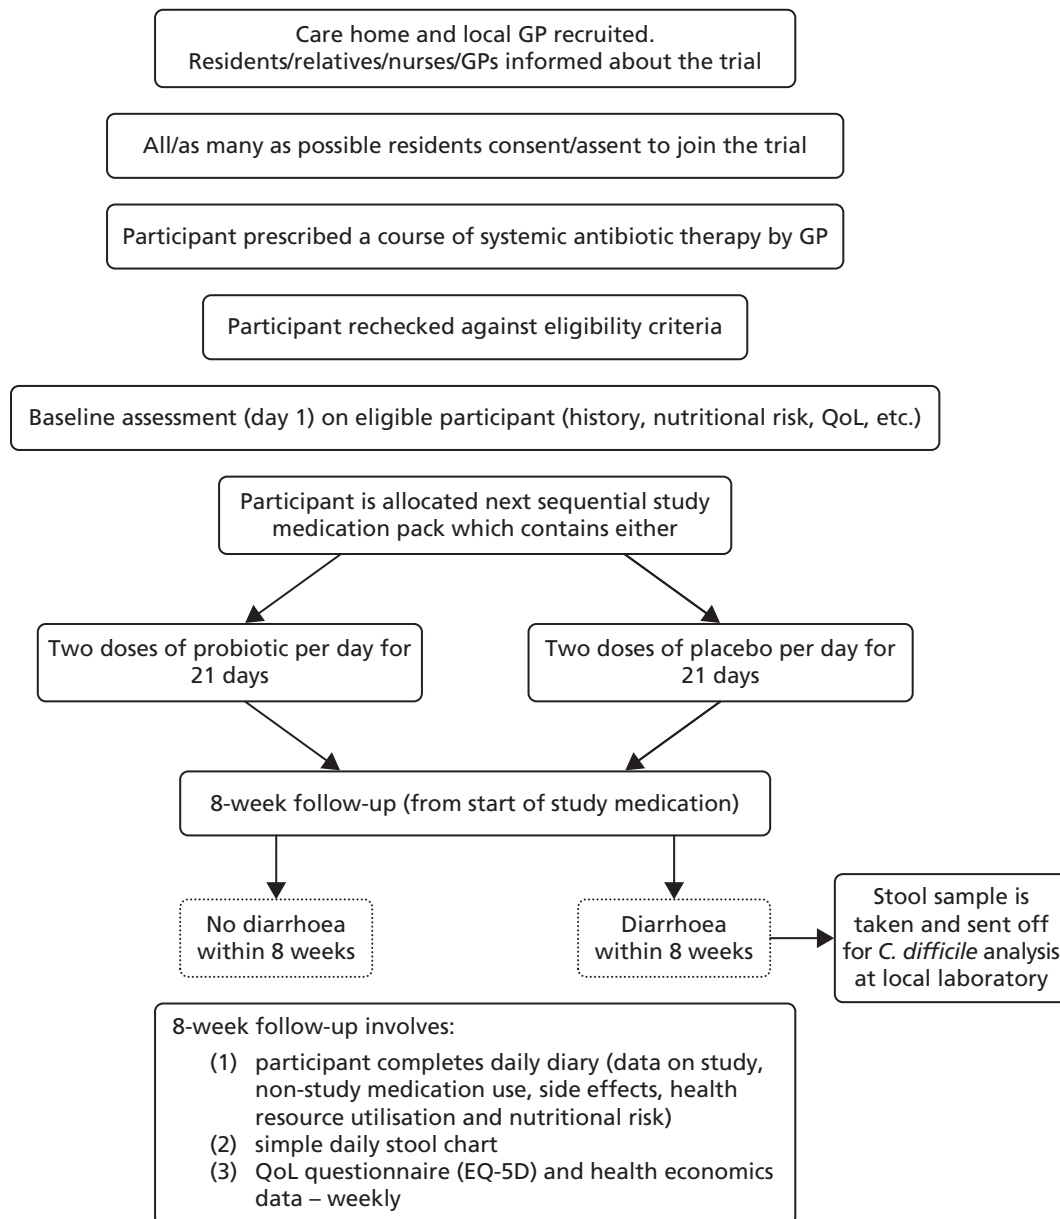 Care home and local GP recruited.
Residents/relatives/nurses/GPs informed about the trial
All/as many as possible residents consent/assent to join the trial
Participant prescribed a course of systemic antibiotic therapy by GP
Participant rechecked against eligibility criteria
Baseline assessment (day 1) on eligible participant (history, nutritional risk, QoL, etc.)
Participant is allocated next sequential study
medication pack which contains either
Two doses of probiotic per day for
21 days
Two doses of placebo per day for
21 days
8-week follow-up (from start of study medication)
No diarrhoea
within 8 weeks
Diarrhoea
within 8 weeks
Stool sample is
taken and sent off
for C. difficile analysis
at local laboratory
8-week follow-up involves:
(1) participant completes daily diary (data on study,
non-study medication use, side effects, health
resource utilisation and nutritional risk)
(2) simple daily stool chart
(3) QoL questionnaire (EQ-5D) and health economics
data – weekly